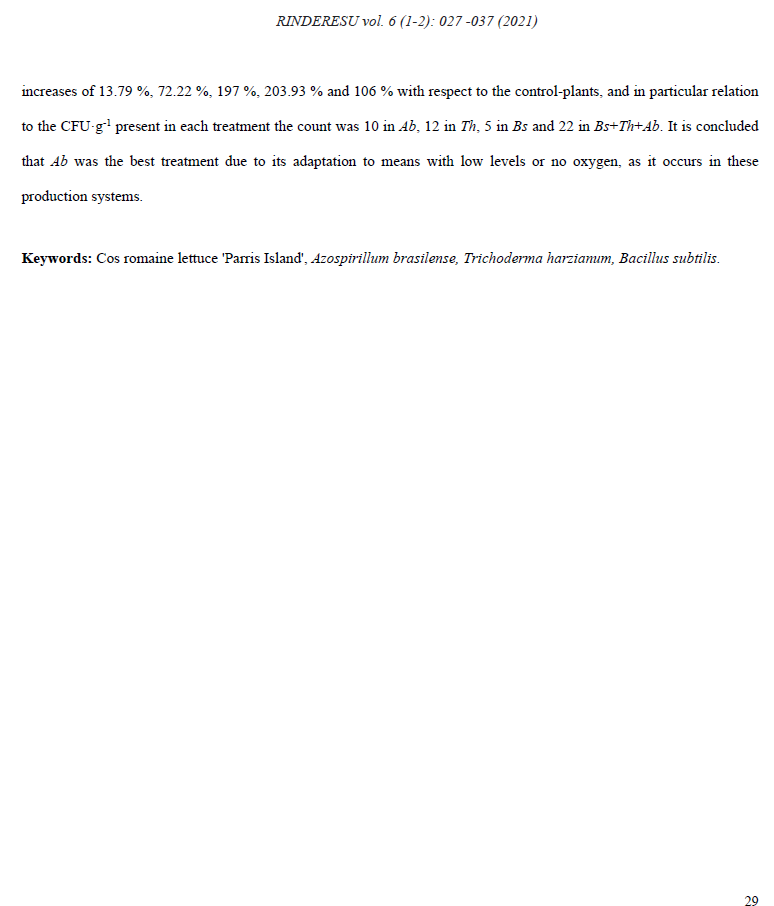 RINDERESU vol. 6 (1-2): 027 -037 (2021)
increases of 13.79 %, 72.22 %, 197 %, 203.93 % and 106 % with respect to the control-plants, and in particular relation
to the CFU·g-1 present in each treatment the count was 10 in Ab, 12 in Th, 5 in Bs and 22 in Bs+Th+Ab. It is concluded
that Ab was the best treatment due to its adaptation to means with low levels or no oxygen, as it occurs in these
production systems.
Keywords: Cos romaine lettuce 'Parris Island', Azospirillum brasilense, Trichoderma harzianum, Bacillus subtilis.
29